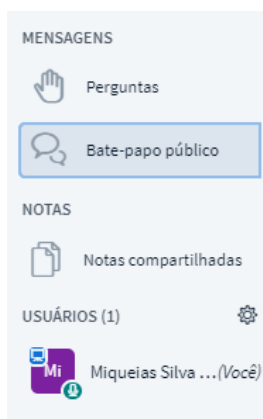 MENSAGENS
Perguntas
Bate-papo público
NOTAS
Notas compartilhadas
USUÁRIOS (1)
Mi
Miqueias Silva ...(Você)